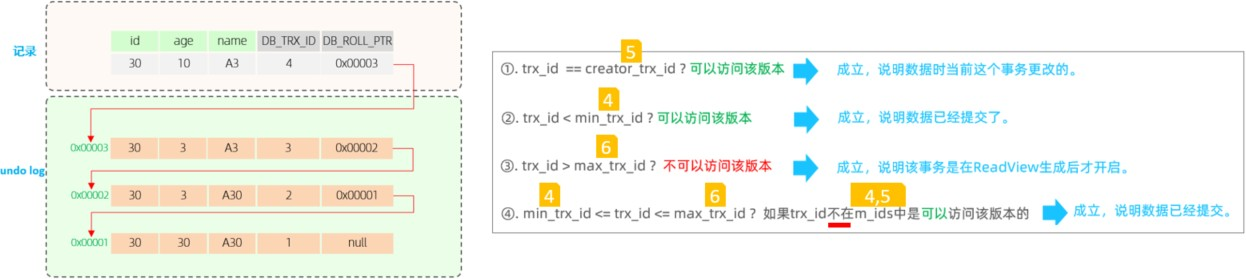 记录
id age name DB_TRX_ID DB_ROLL_PTR
30 10 A3 4 0x00003
undo log
0x00003 30 3 A3 3 0x00002
0x00002 30 3 A30 2 0x00001
0x00001 30 30 A30 1 null
5
①. trx_id == creator_trx_id ? 可以访问该版本 成立，说明数据时当前这个事务更改的。
4
②. trx_id < min_trx_id ? 可以访问该版本 成立，说明数据已经提交了。
6
③. trx_id > max_trx_id ? 不可以访问该版本 成立，说明该事务是在ReadView生成后才开启。
4 6 4,5
④. min_trx_id <= trx_id <= max_trx_id ? 如果trx_id不在m_ids中是可以访问该版本的 成立，说明数据已经提交。